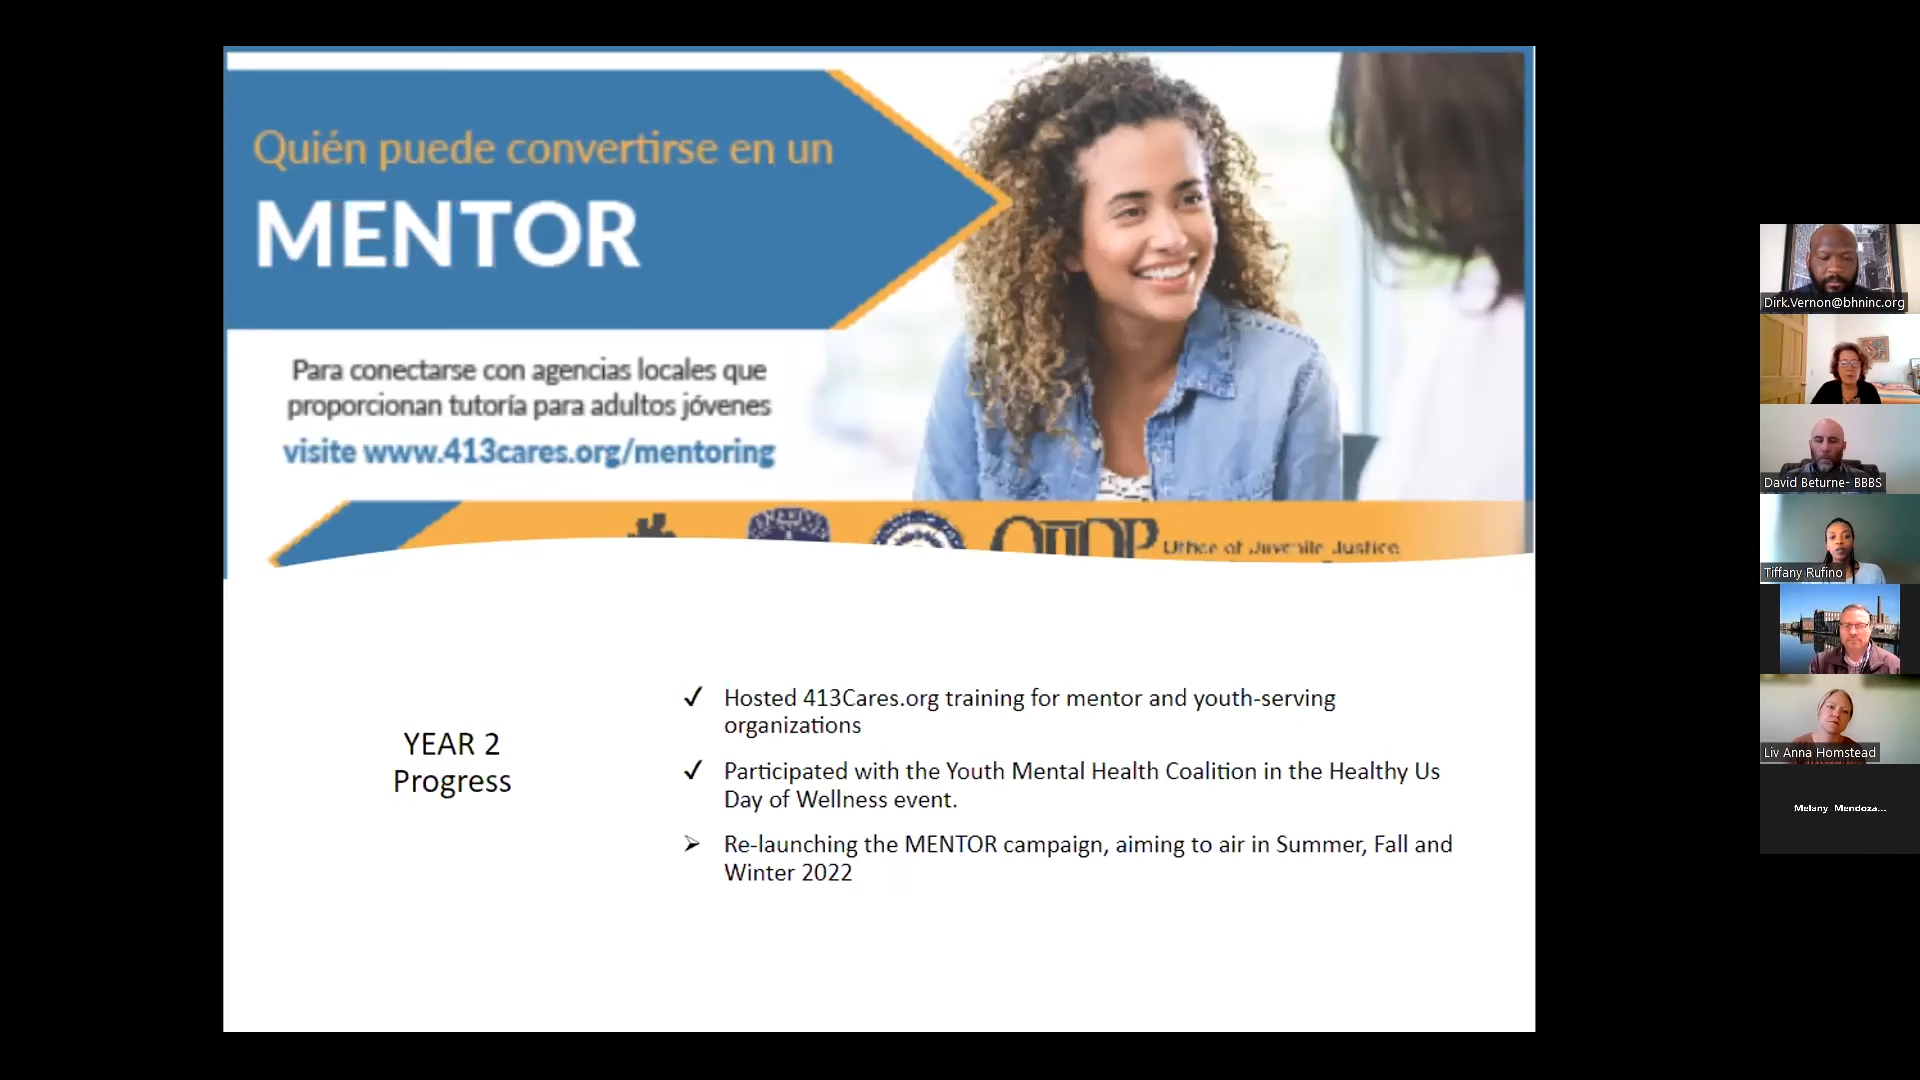 Quién puede convertirse en un
MENTOR
Para conectarse con agencias locales que
proporcionan tutoría para adultos jóvenes
visite www.413cares.org/mentoring
Office of Juvenile Justice
YEAR 2
Progress
✓ Hosted 413Cares.org training for mentor and youth-serving
organizations
✓ Participated with the Youth Mental Health Coalition in the Healthy Us
Day of Wellness event.
➢ Re-launching the MENTOR campaign, aiming to air in Summer, Fall and
Winter 2022
Dirk.Vernon@bhninc.org
David Beturne- BBBS
Tiffany Rufino
Liv Anna Homstead
Melany Mendoza...